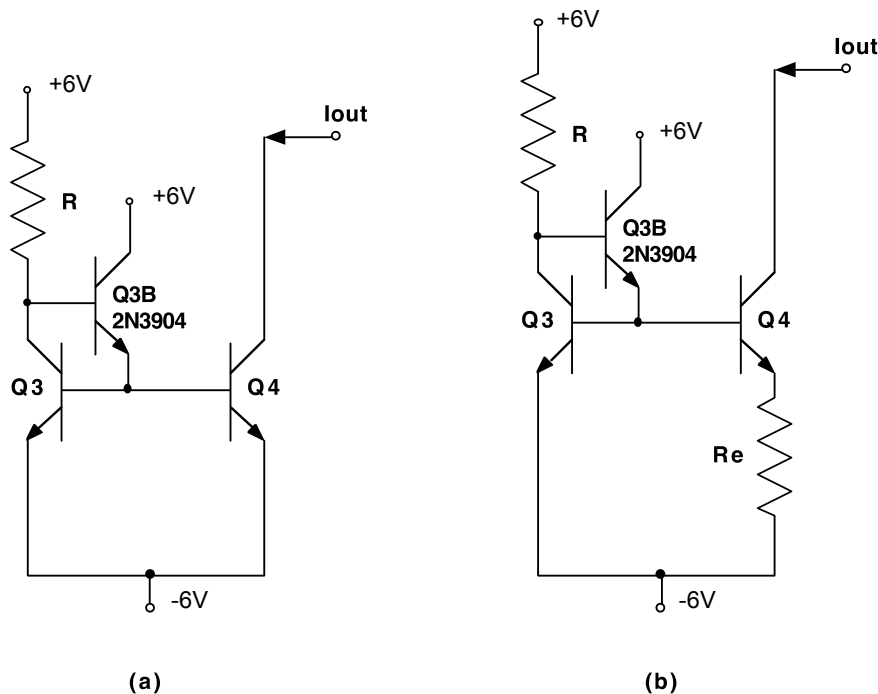 +6V
R
+6V
Iout
Q3B
2N3904
Q3
Q4
-6V
(a)
+6V
R
+6V
Iout
Q3B
2N3904
Q3
Q4
Re
-6V
(b)